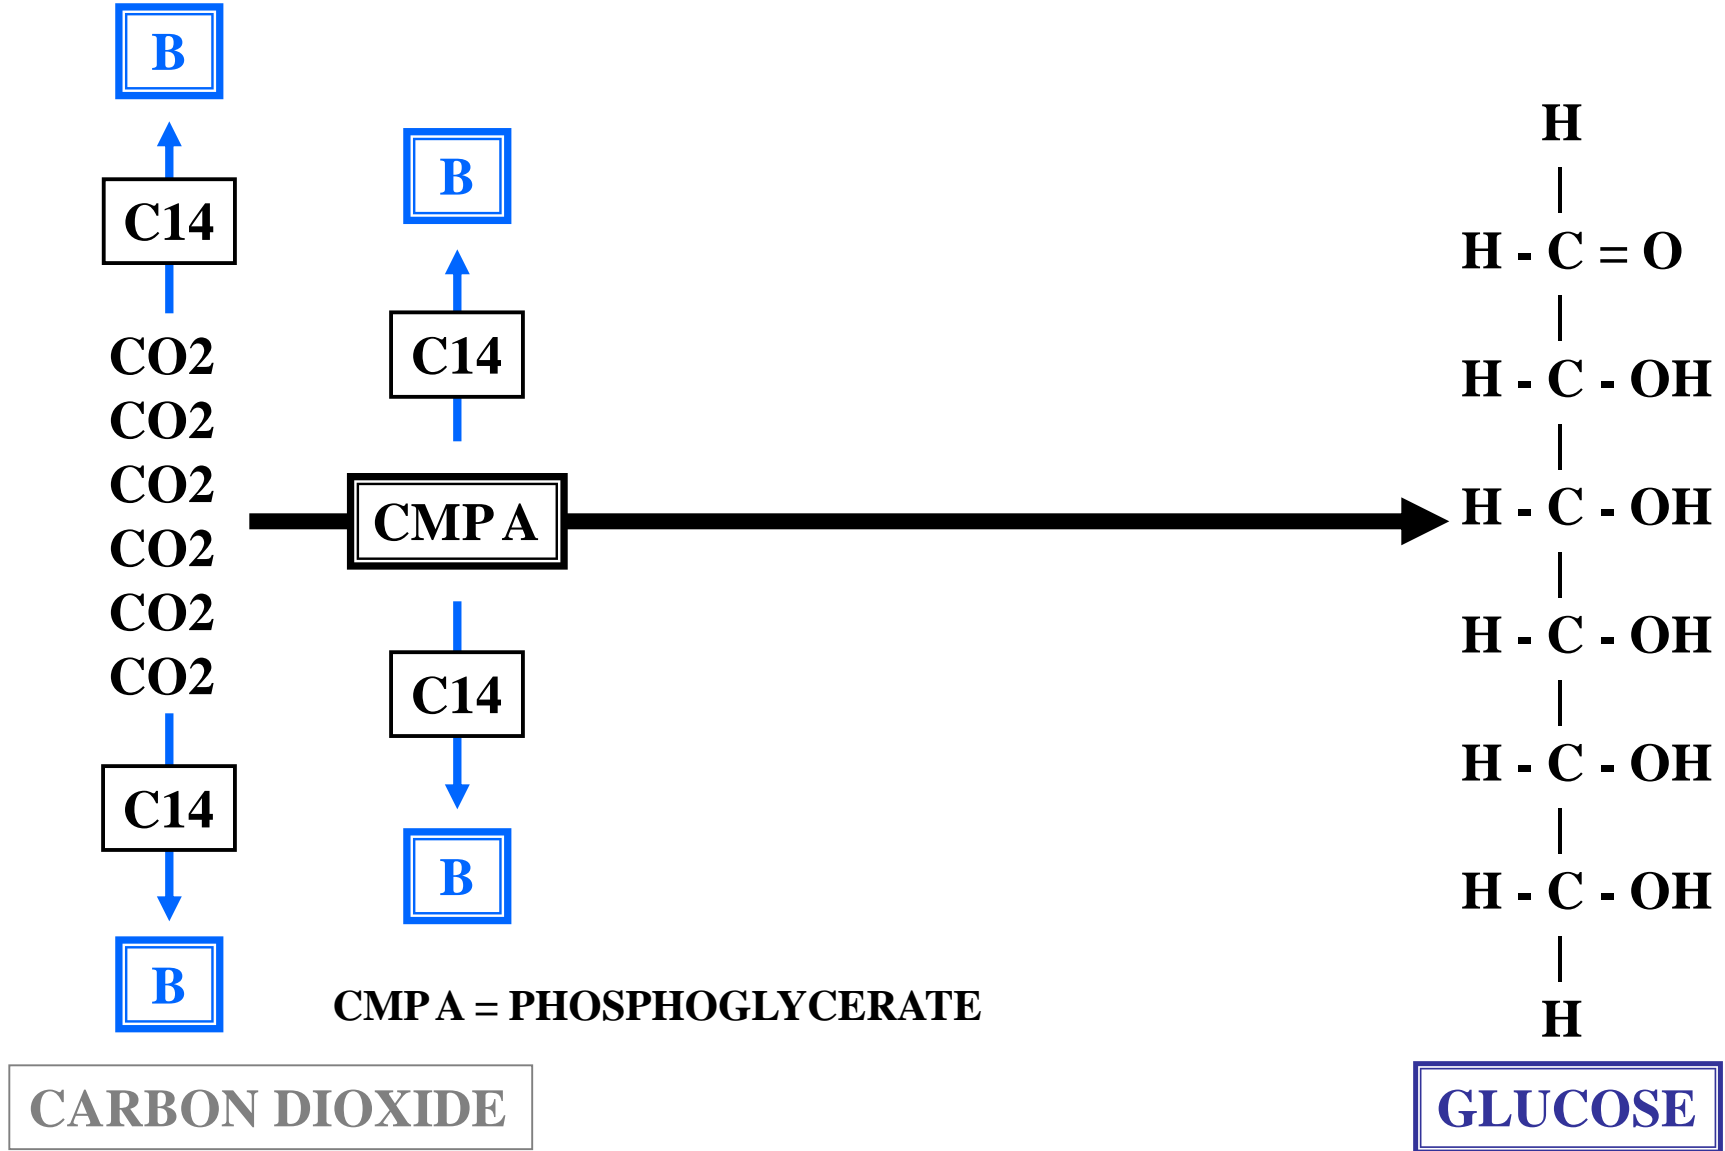 B
C14
CO2
CO2
CO2
CO2
CO2
CO2
C14
B
B
C14
CMP A
C14
B
CMP A = PHOSPHOGLYCERATE
CARBON DIOXIDE
H
H - C = O
H - C - OH
H - C - OH
H - C - OH
H - C - OH
H - C - OH
H
GLUCOSE